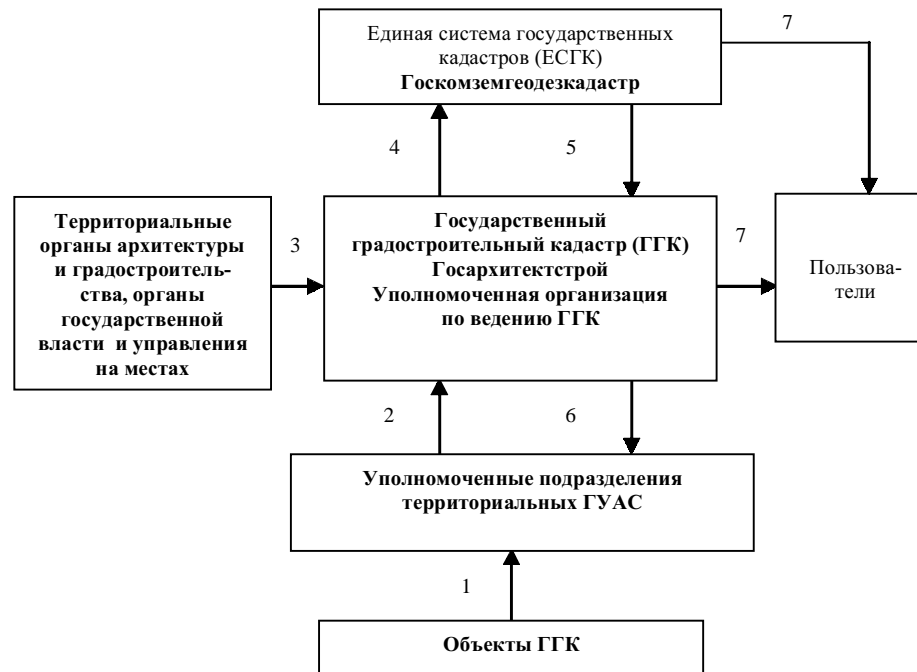 Единая система государственных
кадастров (ЕСГК)
Госкомземгеодезкадастр
7
4
5
Территориальные
органы архитектуры
и градостроитель-
ства, органы
государственной
власти и управления
на местах
3
Государственный
градостроительный кадастр (ГГК)
Госархитектстрой
Уполномоченная организация
по ведению ГГК
7
Пользова-
тели
2
6
Уполномоченные подразделения
территориальных ГУАС
1
Объекты ГГК